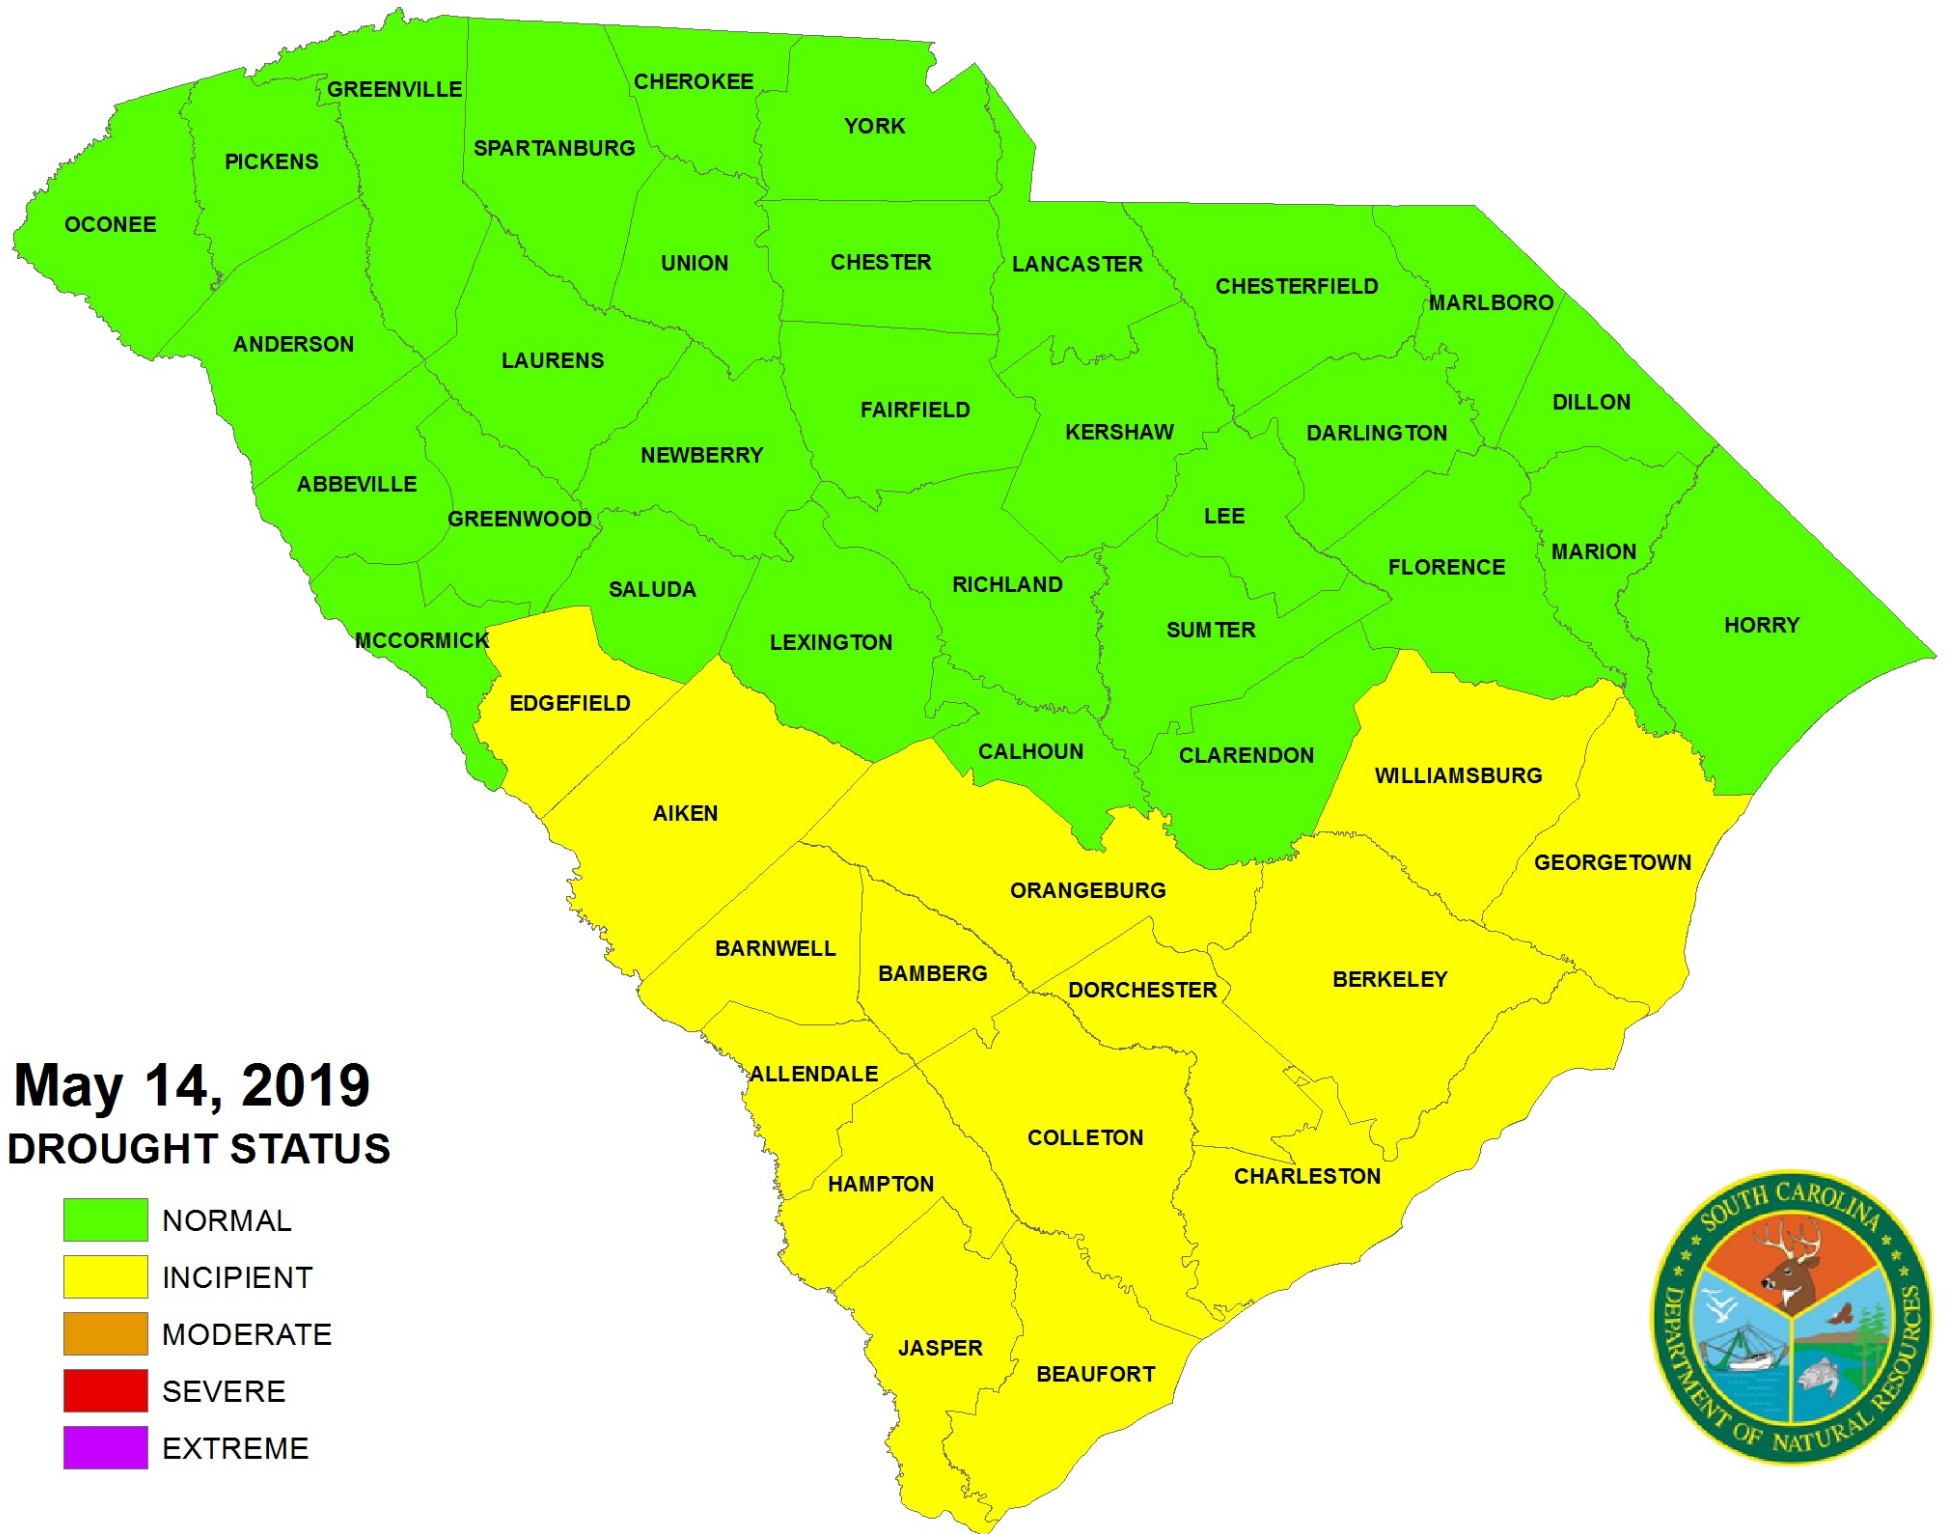 GREENVILLE
CHEROKEE
YORK
SPARTANBURG
PICKENS
OCONEE
UNION
CHESTER
LANCASTER
CHESTERFIELD
MARLBORO
ANDERSON
LAURENS
DILLON
FAIRFIELD
KERSHAW
DARLINGTON
NEWBERRY
ABBEVILLE
GREENWOOD
LEE
MARION
FLORENCE
SALUDA
RICHLAND
HORRY
SUMTER
MCCORMICK
LEXINGTON
EDGEFIELD
CALHOUN
CLARENDON
WILLIAMSBURG
AIKEN
GEORGETOWN
ORANGEBURG
BARNWELL
BAMBERG
BERKELEY
DORCHESTER
ALLENDALE
COLLETON
CHARLESTON
HAMPTON
JASPER
BEAUFORT
May 14, 2019
DROUGHT STATUS
NORMAL
INCIPIENT
MODERATE
SEVERE
EXTREME
SOUTH CAROLINA
DEPARTMENT OF NATURAL RESOURCES